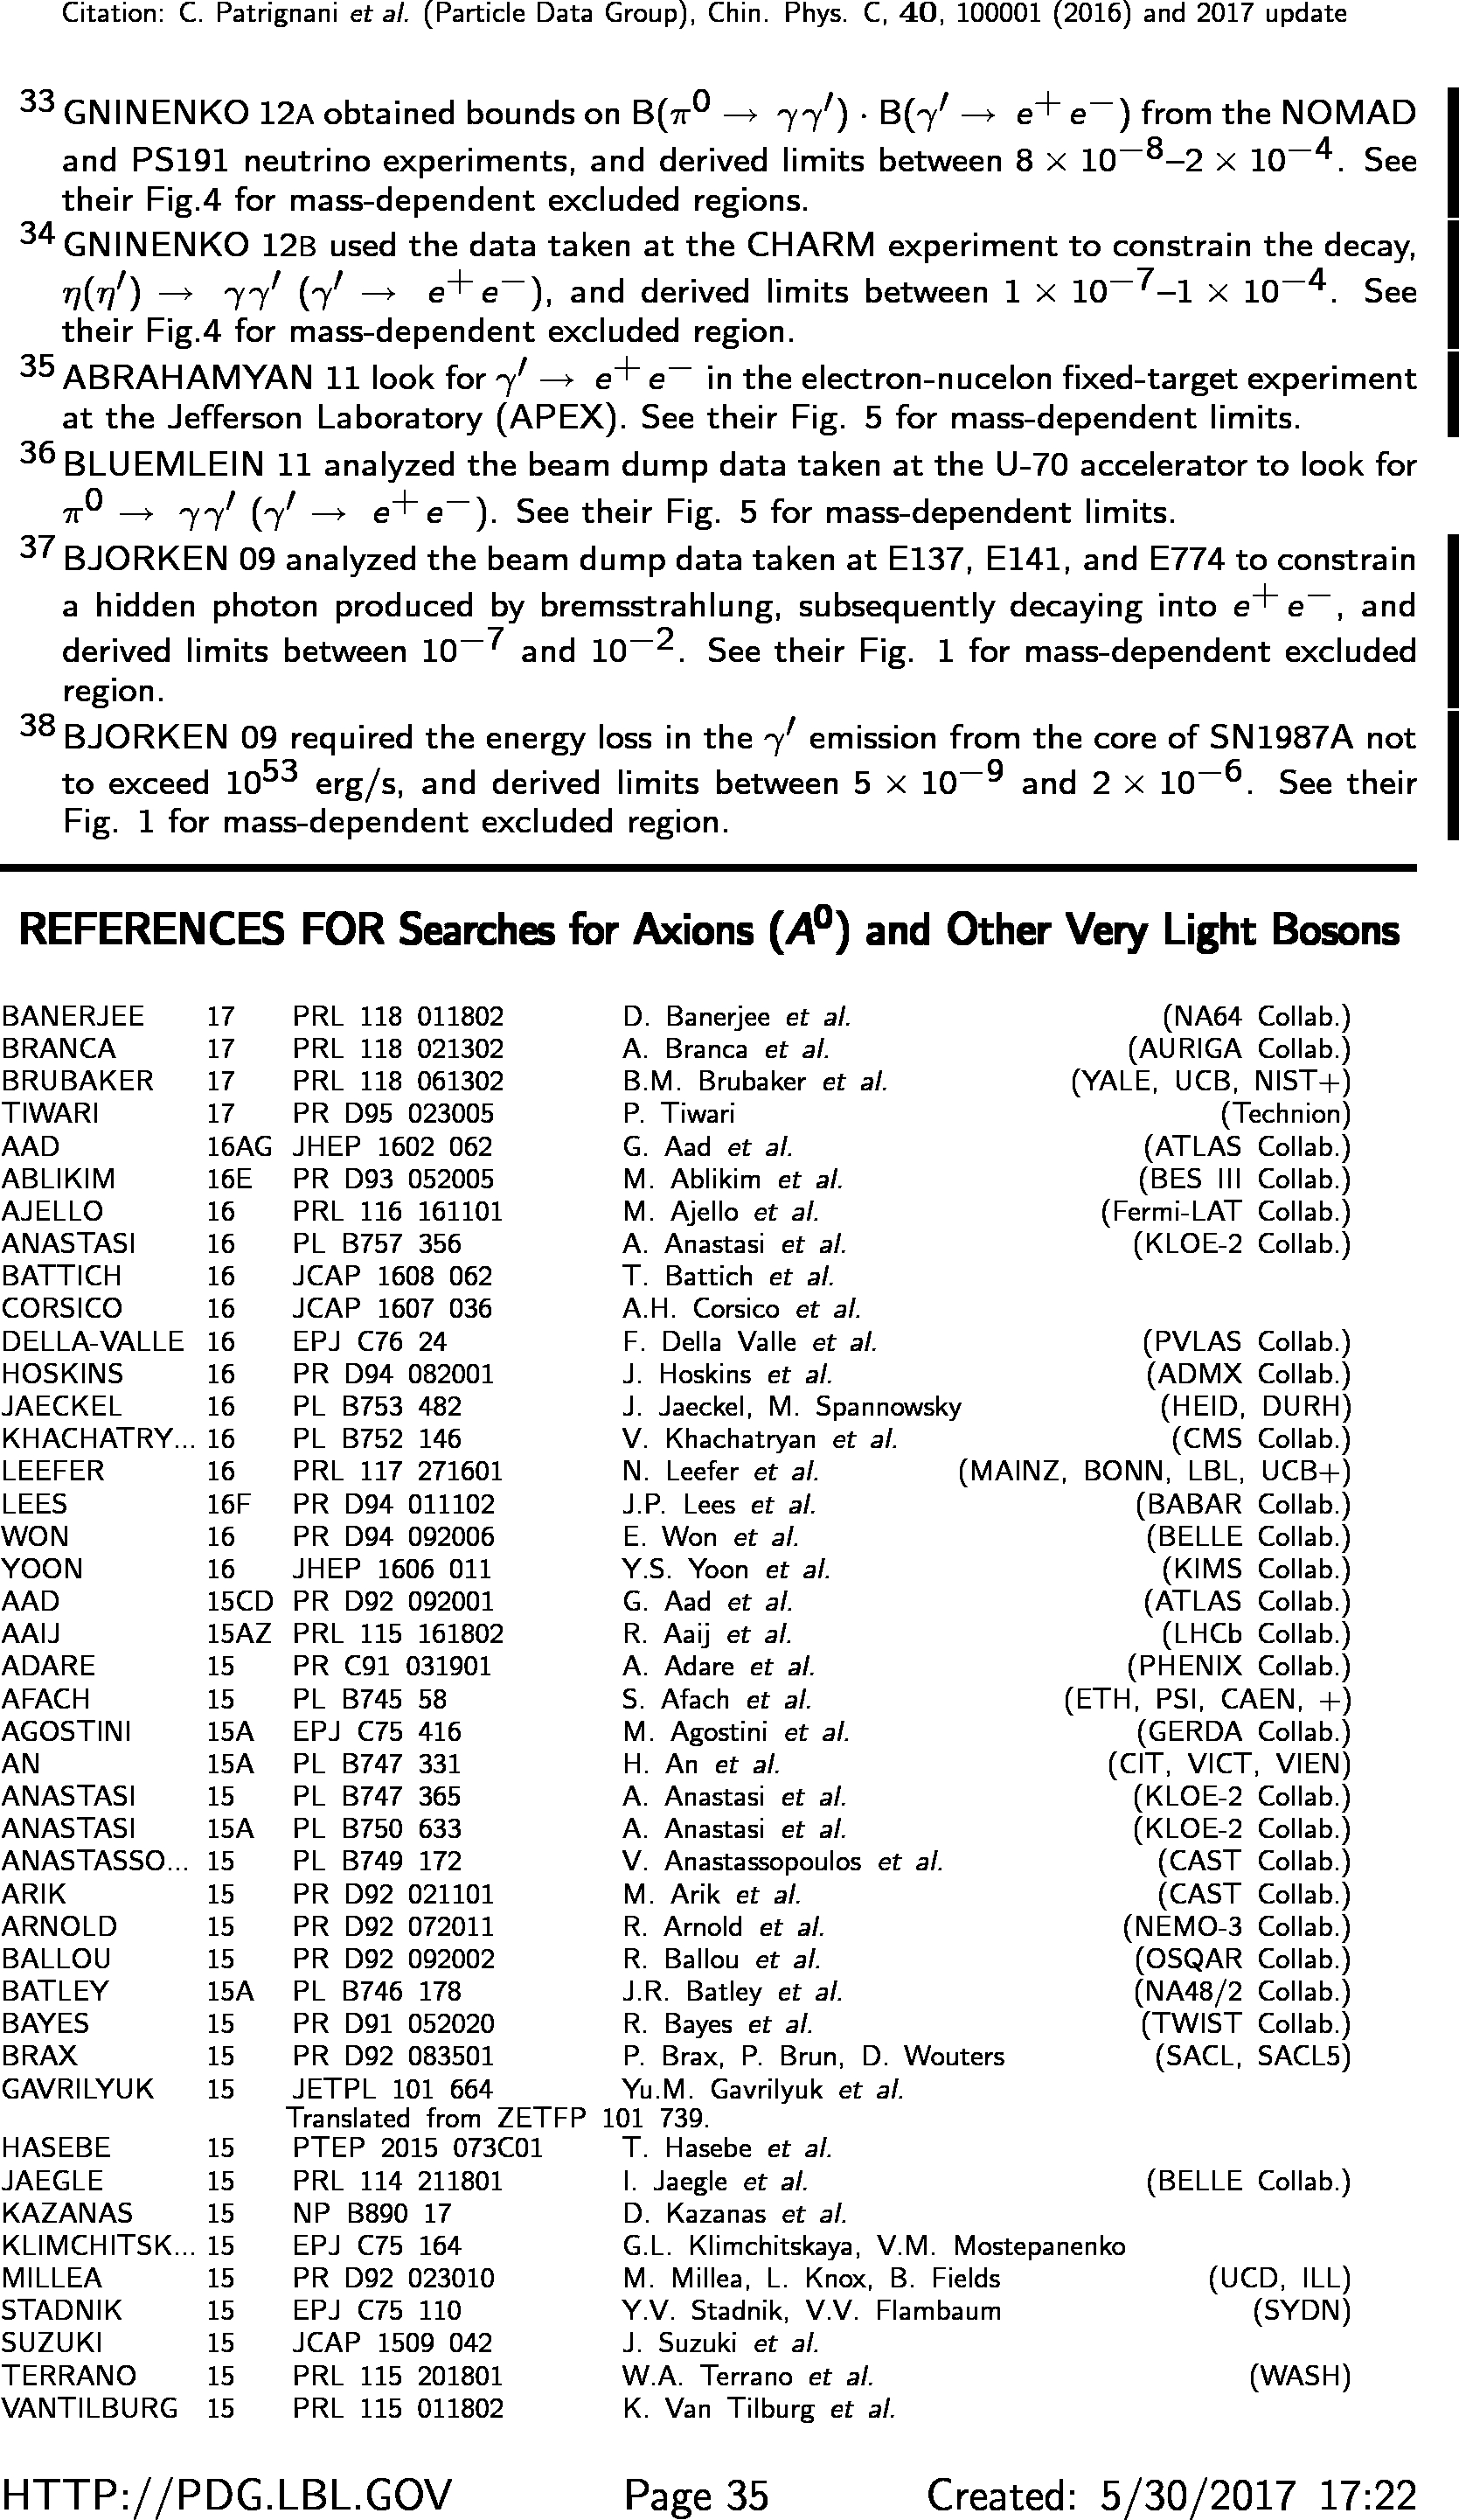 Citation: C. Patrignani et al. (Particle Data Group), Chin. Phys. C, 40, 100001 (2016) and 2017 update
33 GNINENKO 12A obtained bounds on B(π⁰ → γγ′) · B(γ′ → e⁺e⁻) from the NOMAD
and PS191 neutrino experiments, and derived limits between 8 × 10⁻⁸–2 × 10⁻⁴. See
their Fig.4 for mass-dependent excluded regions.
34 GNINENKO 12B used the data taken at the CHARM experiment to constrain the decay,
η(η′) → γγ′ (γ′ → e⁺e⁻), and derived limits between 1 × 10⁻⁷–1 × 10⁻⁴. See
their Fig.4 for mass-dependent excluded region.
35 ABRAHAMYAN 11 look for γ′ → e⁺e⁻ in the electron-nucelon fixed-target experiment
at the Jefferson Laboratory (APEX). See their Fig. 5 for mass-dependent limits.
36 BLUEMLEIN 11 analyzed the beam dump data taken at the U-70 accelerator to look for
π⁰ → γγ′ (γ′ → e⁺e⁻). See their Fig. 5 for mass-dependent limits.
37 BJORKEN 09 analyzed the beam dump data taken at E137, E141, and E774 to constrain
a hidden photon produced by bremsstrahlung, subsequently decaying into e⁺e⁻, and
derived limits between 10⁻⁷ and 10⁻². See their Fig. 1 for mass-dependent excluded
region.
38 BJORKEN 09 required the energy loss in the γ′ emission from the core of SN1987A not
to exceed 10⁵³ erg/s, and derived limits between 5 × 10⁻⁹ and 2 × 10⁻⁶. See their
Fig. 1 for mass-dependent excluded region.
REFERENCES FOR Searches for Axions (A⁰) and Other Very Light Bosons
BANERJEE 17 PRL 118 011802 D. Banerjee et al. (NA64 Collab.)
BRANCA 17 PRL 118 021302 A. Branca et al. (AURIGA Collab.)
BRUBAKER 17 PRL 118 061302 B.M. Brubaker et al. (YALE, UCB, NIST+)
TIWARI 17 PR D95 023005 P. Tiwari (Technion)
AAD 16AG JHEP 1602 062 G. Aad et al. (ATLAS Collab.)
ABLIKIM 16E PR D93 052005 M. Ablikim et al. (BES III Collab.)
AJELLO 16 PRL 116 161101 M. Ajello et al. (Fermi-LAT Collab.)
ANASTASI 16 PL B757 356 A. Anastasi et al. (KLOE-2 Collab.)
BATTICH 16 JCAP 1608 062 T. Battich et al.
CORSICO 16 JCAP 1607 036 A.H. Corsico et al.
DELLA-VALLE 16 EPJ C76 24 F. Della Valle et al. (PVLAS Collab.)
HOSKINS 16 PR D94 082001 J. Hoskins et al. (ADMX Collab.)
JAECKEL 16 PL B753 482 J. Jaeckel, M. Spannowsky (HEID, DURH)
KHACHATRY... 16 PL B752 146 V. Khachatryan et al. (CMS Collab.)
LEEFER 16 PRL 117 271601 N. Leefer et al. (MAINZ, BONN, LBL, UCB+)
LEES 16F PR D94 011102 J.P. Lees et al. (BABAR Collab.)
WON 16 PR D94 092006 E. Won et al. (BELLE Collab.)
YOON 16 JHEP 1606 011 Y.S. Yoon et al. (KIMS Collab.)
AAD 15CD PR D92 092001 G. Aad et al. (ATLAS Collab.)
AAIJ 15AZ PRL 115 161802 R. Aaij et al. (LHCb Collab.)
ADARE 15 PR C91 031901 A. Adare et al. (PHENIX Collab.)
AFACH 15 PL B745 58 S. Afach et al. (ETH, PSI, CAEN, +)
AGOSTINI 15A EPJ C75 416 M. Agostini et al. (GERDA Collab.)
AN 15A PL B747 331 H. An et al. (CIT, VICT, VIEN)
ANASTASI 15 PL B747 365 A. Anastasi et al. (KLOE-2 Collab.)
ANASTASI 15A PL B750 633 A. Anastasi et al. (KLOE-2 Collab.)
ANASTASSO... 15 PL B749 172 V. Anastassopoulos et al. (CAST Collab.)
ARIK 15 PR D92 021101 M. Arik et al. (CAST Collab.)
ARNOLD 15 PR D92 072011 R. Arnold et al. (NEMO-3 Collab.)
BALLOU 15 PR D92 092002 R. Ballou et al. (OSQAR Collab.)
BATLEY 15A PL B746 178 J.R. Batley et al. (NA48/2 Collab.)
BAYES 15 PR D91 052020 R. Bayes et al. (TWIST Collab.)
BRAX 15 PR D92 083501 P. Brax, P. Brun, D. Wouters (SACL, SACL5)
GAVRILYUK 15 JETPL 101 664 Yu.M. Gavrilyuk et al.
Translated from ZETFP 101 739.
HASEBE 15 PTEP 2015 073C01 T. Hasebe et al.
JAEGLE 15 PRL 114 211801 I. Jaegle et al. (BELLE Collab.)
KAZANAS 15 NP B890 17 D. Kazanas et al.
KLIMCHITSK... 15 EPJ C75 164 G.L. Klimchitskaya, V.M. Mostepanenko
MILLEA 15 PR D92 023010 M. Millea, L. Knox, B. Fields (UCD, ILL)
STADNIK 15 EPJ C75 110 Y.V. Stadnik, V.V. Flambaum (SYDN)
SUZUKI 15 JCAP 1509 042 J. Suzuki et al.
TERRANO 15 PRL 115 201801 W.A. Terrano et al. (WASH)
VANTILBURG 15 PRL 115 011802 K. Van Tilburg et al.
HTTP://PDG.LBL.GOV Page 35 Created: 5/30/2017 17:22